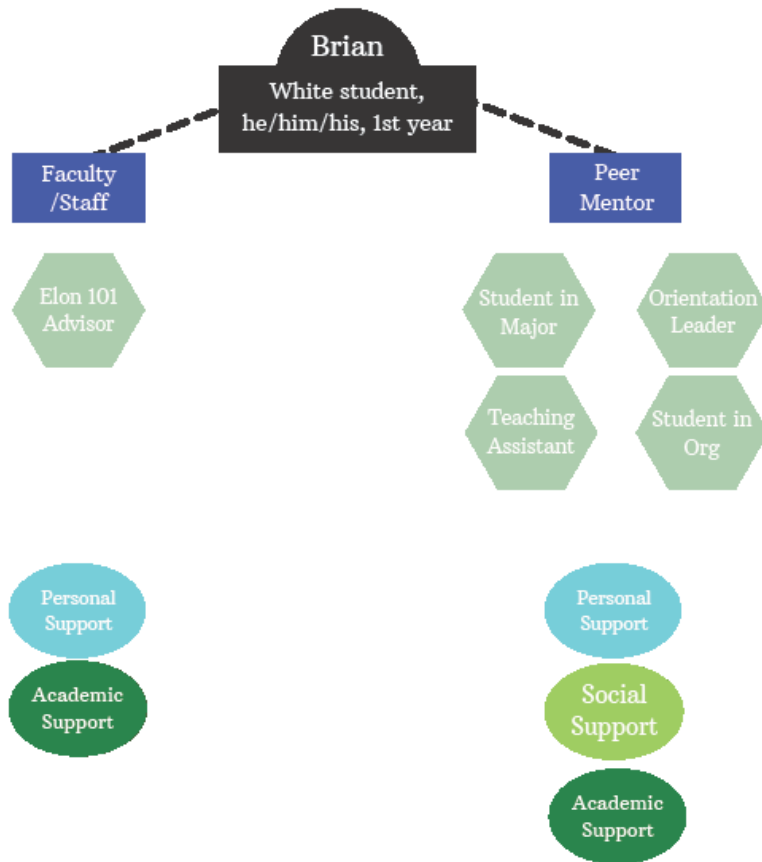 Brian
White student,
he/him/his, 1st year
Faculty
/Staff
Peer
Mentor
Elon 101
Advisor
Student in
Major
Orientation
Leader
Teaching
Assistant
Student in
Org
Personal
Support
Academic
Support
Personal
Support
Social
Support
Academic
Support